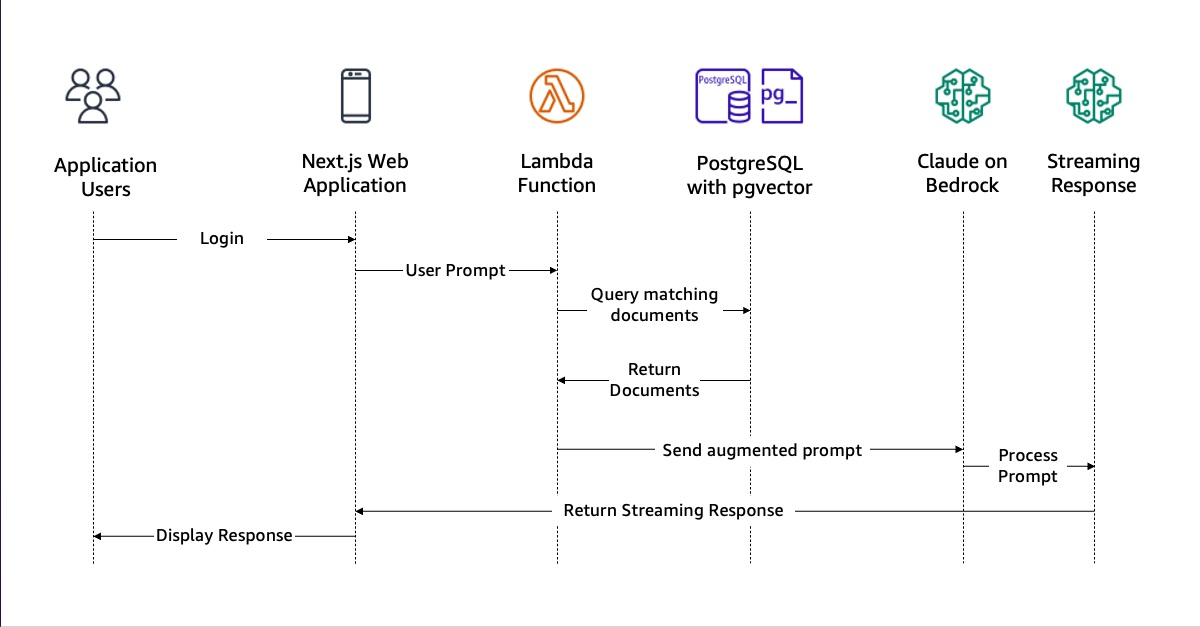 PostgreSQL
pg_
Application
Users
Next.js Web
Application
Lambda
Function
PostgreSQL
with pgvector
Claude on
Bedrock
Streaming
Response
Login
User Prompt
Query matching
documents
Return
Documents
Send augmented prompt
Process
Prompt
Return Streaming Response
Display Response